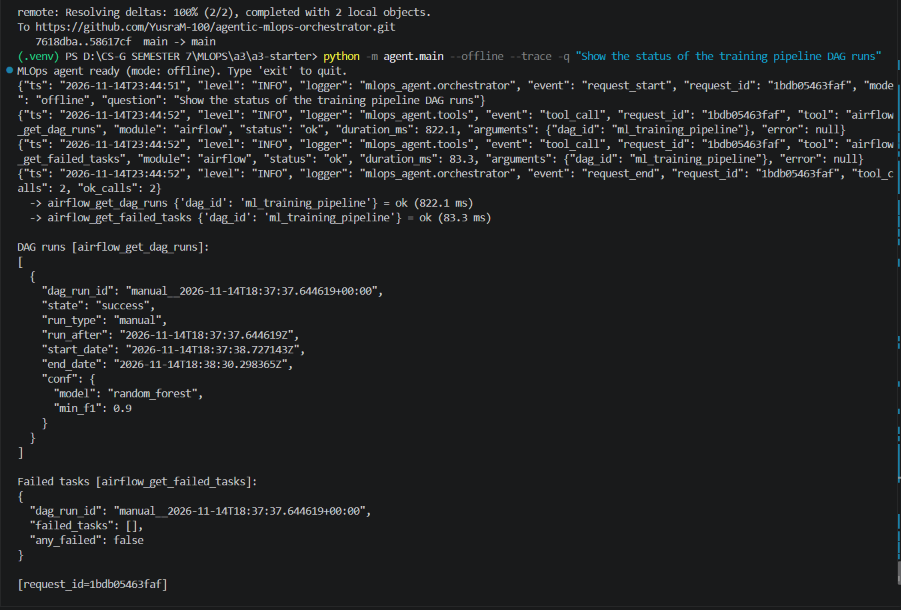 remote: Resolving deltas: 100% (2/2), completed with 2 local objects.
To https://github.com/YusraM-100/agentic-mlops-orchestrator.git
   7618dba..58617cf  main -> main
(.venv) PS D:\CS-G SEMESTER 7\MLOPS\a3\a3-starter> python -m agent.main --offline --trace -q "Show the status of the training pipeline DAG runs"
MLOps agent ready (mode: offline). Type 'exit' to quit.
{"ts": "2026-11-14T23:44:51", "level": "INFO", "logger": "mlops_agent.orchestrator", "event": "request_start", "request_id": "1bdb05463faf", "mode
": "offline", "question": "Show the status of the training pipeline DAG runs"}
{"ts": "2026-11-14T23:44:52", "level": "INFO", "logger": "mlops_agent.tools", "event": "tool_call", "request_id": "1bdb05463faf", "tool": "airflow
_get_dag_runs", "module": "airflow", "status": "ok", "duration_ms": 822.1, "arguments": {"dag_id": "ml_training_pipeline"}, "error": null}
{"ts": "2026-11-14T23:44:52", "level": "INFO", "logger": "mlops_agent.tools", "event": "tool_call", "request_id": "1bdb05463faf", "tool": "airflow
_get_failed_tasks", "module": "airflow", "status": "ok", "duration_ms": 83.3, "arguments": {"dag_id": "ml_training_pipeline"}, "error": null}
{"ts": "2026-11-14T23:44:52", "level": "INFO", "logger": "mlops_agent.orchestrator", "event": "request_end", "request_id": "1bdb05463faf", "tool_c
alls": 2, "ok_calls": 2}
  -> airflow_get_dag_runs {'dag_id': 'ml_training_pipeline'} = ok (822.1 ms)
  -> airflow_get_failed_tasks {'dag_id': 'ml_training_pipeline'} = ok (83.3 ms)

DAG runs [airflow_get_dag_runs]:
[
  {
    "dag_run_id": "manual__2026-11-14T18:37:37.644619+00:00",
    "state": "success",
    "run_type": "manual",
    "run_after": "2026-11-14T18:37:37.644619Z",
    "start_date": "2026-11-14T18:37:38.727143Z",
    "end_date": "2026-11-14T18:38:30.298365Z",
    "conf": {
      "model": "random_forest",
      "min_f1": 0.9
    }
  }
]

Failed tasks [airflow_get_failed_tasks]:
{
  "dag_run_id": "manual__2026-11-14T18:37:37.644619+00:00",
  "failed_tasks": [],
  "any_failed": false
}

[request_id=1bdb05463faf]